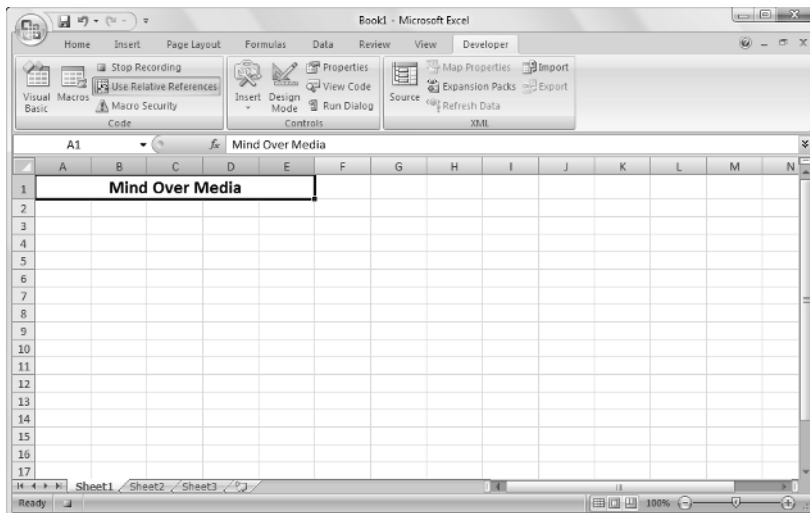 Book1 - Microsoft Excel
Home Insert Page Layout Formulas Data Review View Developer
Visual Basic
Macros
Stop Recording
Use Relative References
Macro Security
Code
Insert
Design Mode
Properties
View Code
Run Dialog
Controls
Source
Map Properties
Expansion Packs
Refresh Data
Import
Export
XML
A1 fx Mind Over Media
A B C D E F G H I J K L M N
1 Mind Over Media
2
3
4
5
6
7
8
9
10
11
12
13
14
15
16
17
Sheet1 Sheet2 Sheet3
Ready 100%